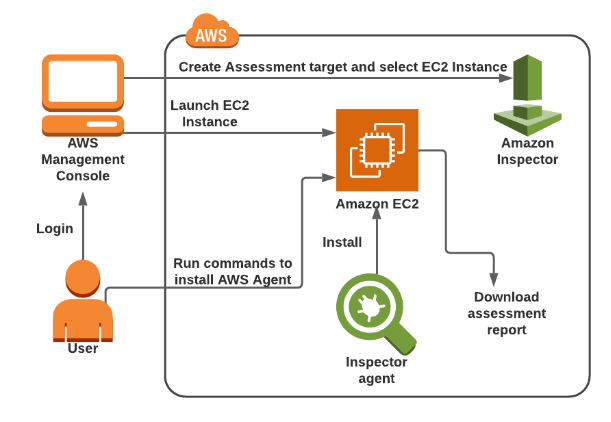 AWS
Create Assessment target and select EC2 Instance
Launch EC2
Instance
AWS
Management
Console
Amazon
Inspector
Amazon EC2
Login
Install
Run commands to
install AWS Agent
Download
assessment
report
User
Inspector
agent